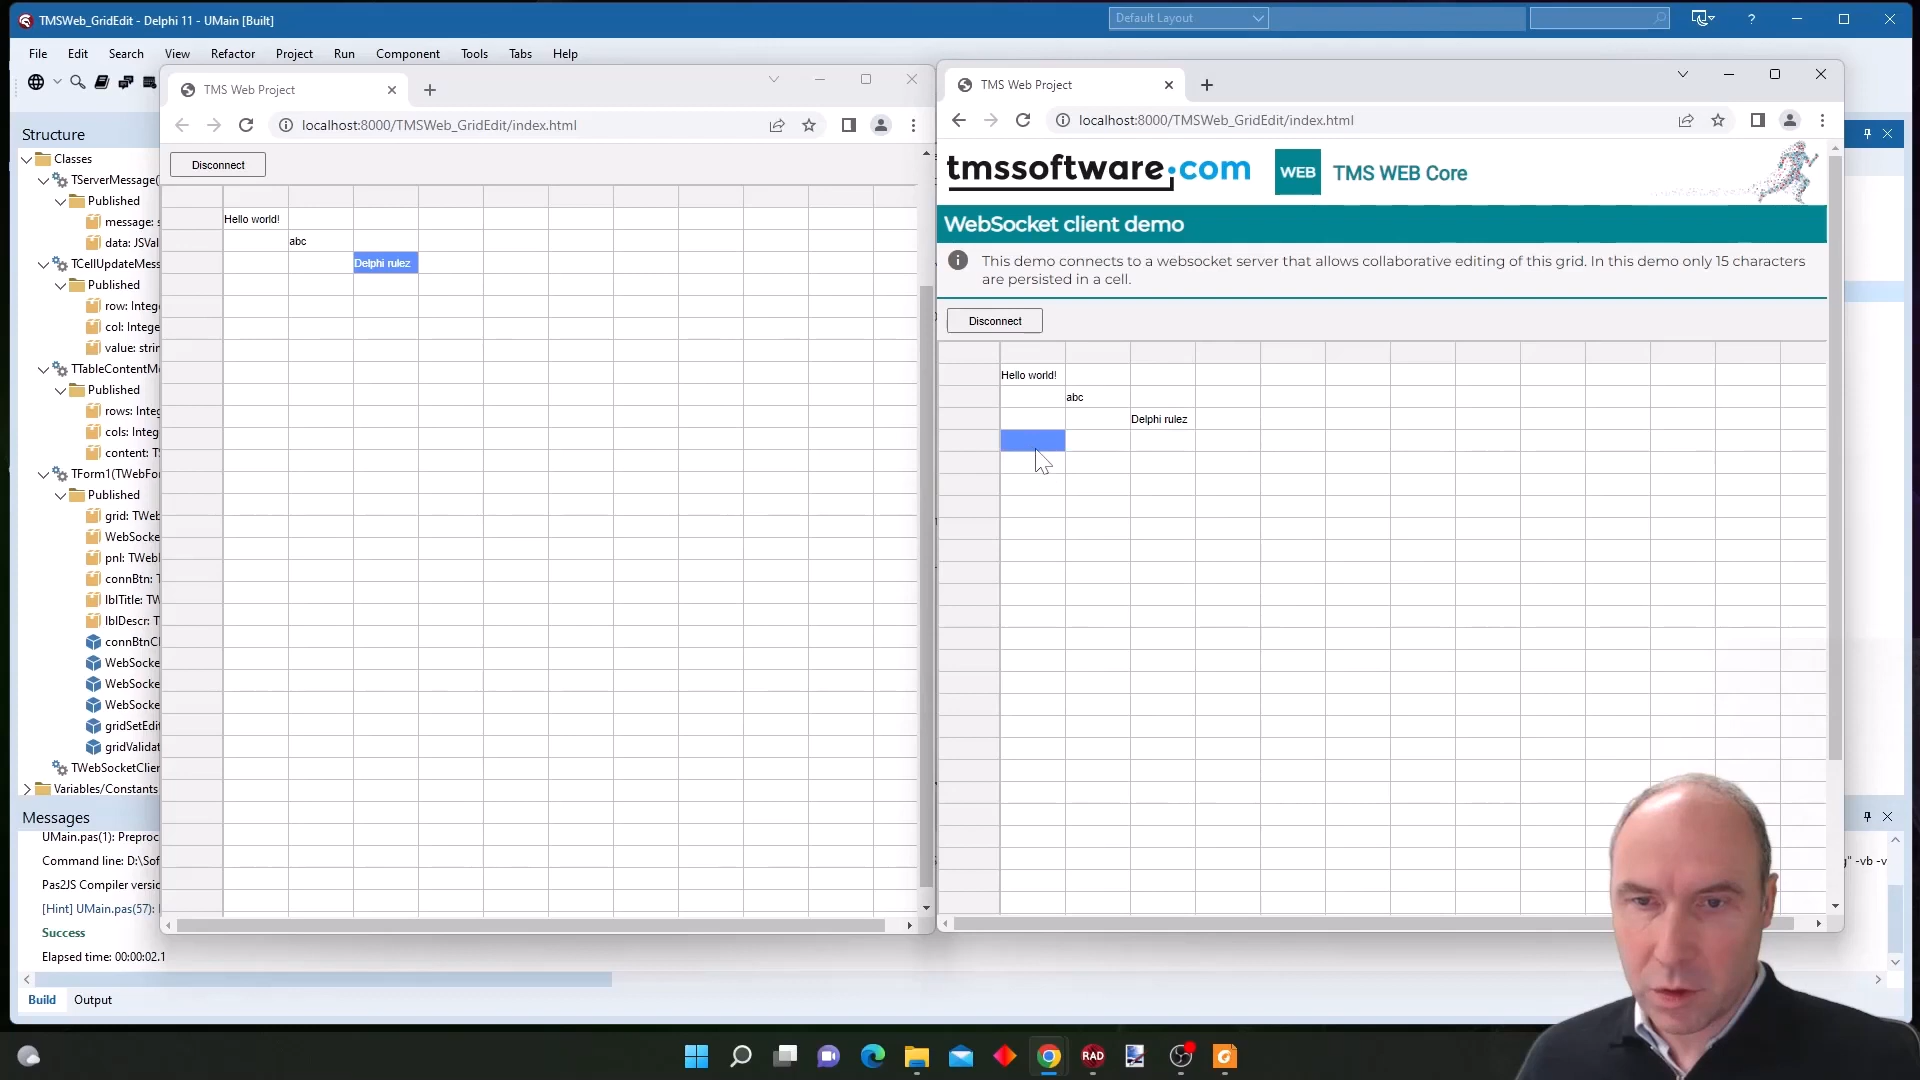 TMSWeb_GridEdit - Delphi 11 - UMain [Built]
Default Layout
?
File Edit Search View Refactor Project Run Component Tools Tabs Help
Structure
Classes
TServerMessage(
Published
message: s
data: JSVal
TCellUpdateMess
Published
row: Intege
col: Intege
value: strin
TTableContentMe
Published
rows: Integ
cols: Integ
content: TS
TForm1(TWebFor
Published
grid: TWeb
WebSocke
pnl: TWebl
connBtn: T
lblTitle: TW
lblDescr: T
connBtnCl
WebSocke
WebSocke
WebSocke
gridSetEdit
gridValidat
TWebSocketClier
Variables/Constants
Messages
UMain.pas(1): Preproc
Command line: D:\Sof
Pas2JS Compiler versic
[Hint] UMain.pas(57):
Success
Elapsed time: 00:00:02.1
Build Output
TMS Web Project
localhost:8000/TMSWeb_GridEdit/index.html
Disconnect
Hello world!
abc
Delphi rulez
TMS Web Project
localhost:8000/TMSWeb_GridEdit/index.html
tmssoftware.com WEB TMS WEB Core
WebSocket client demo
This demo connects to a websocket server that allows collaborative editing of this grid. In this demo only 15 characters
are persisted in a cell.
Disconnect
Hello world!
abc
Delphi rulez
-vb -v
RAD